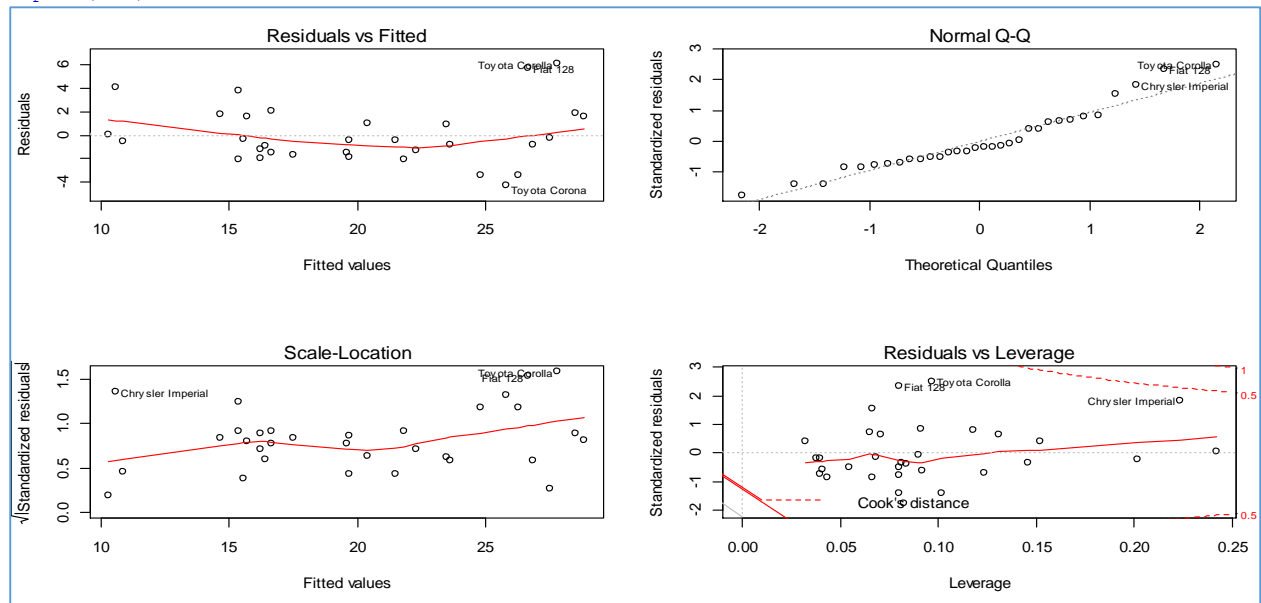 Residuals vs Fitted
Residuals
6
4
2
0
-4
Toyota Corolla
Fiat 128
Toyota Corona
10
15
20
25
Fitted values
Normal Q-Q
Standardized residuals
3
2
1
0
-1
Toyota Corolla
Fiat 128
Chrysler Imperial
-2
-1
0
1
2
Theoretical Quantiles
Scale-Location
√|Standardized residuals|
1.5
1.0
0.5
0.0
Toyota Corolla
Fiat 128
Chrysler Imperial
10
15
20
25
Fitted values
Residuals vs Leverage
Standardized residuals
3
2
1
0
-1
-2
Fiat 128
Toyota Corolla
Chrysler Imperial
Cook's distance
1
0.5
0.5
0.00
0.05
0.10
0.15
0.20
0.25
Leverage